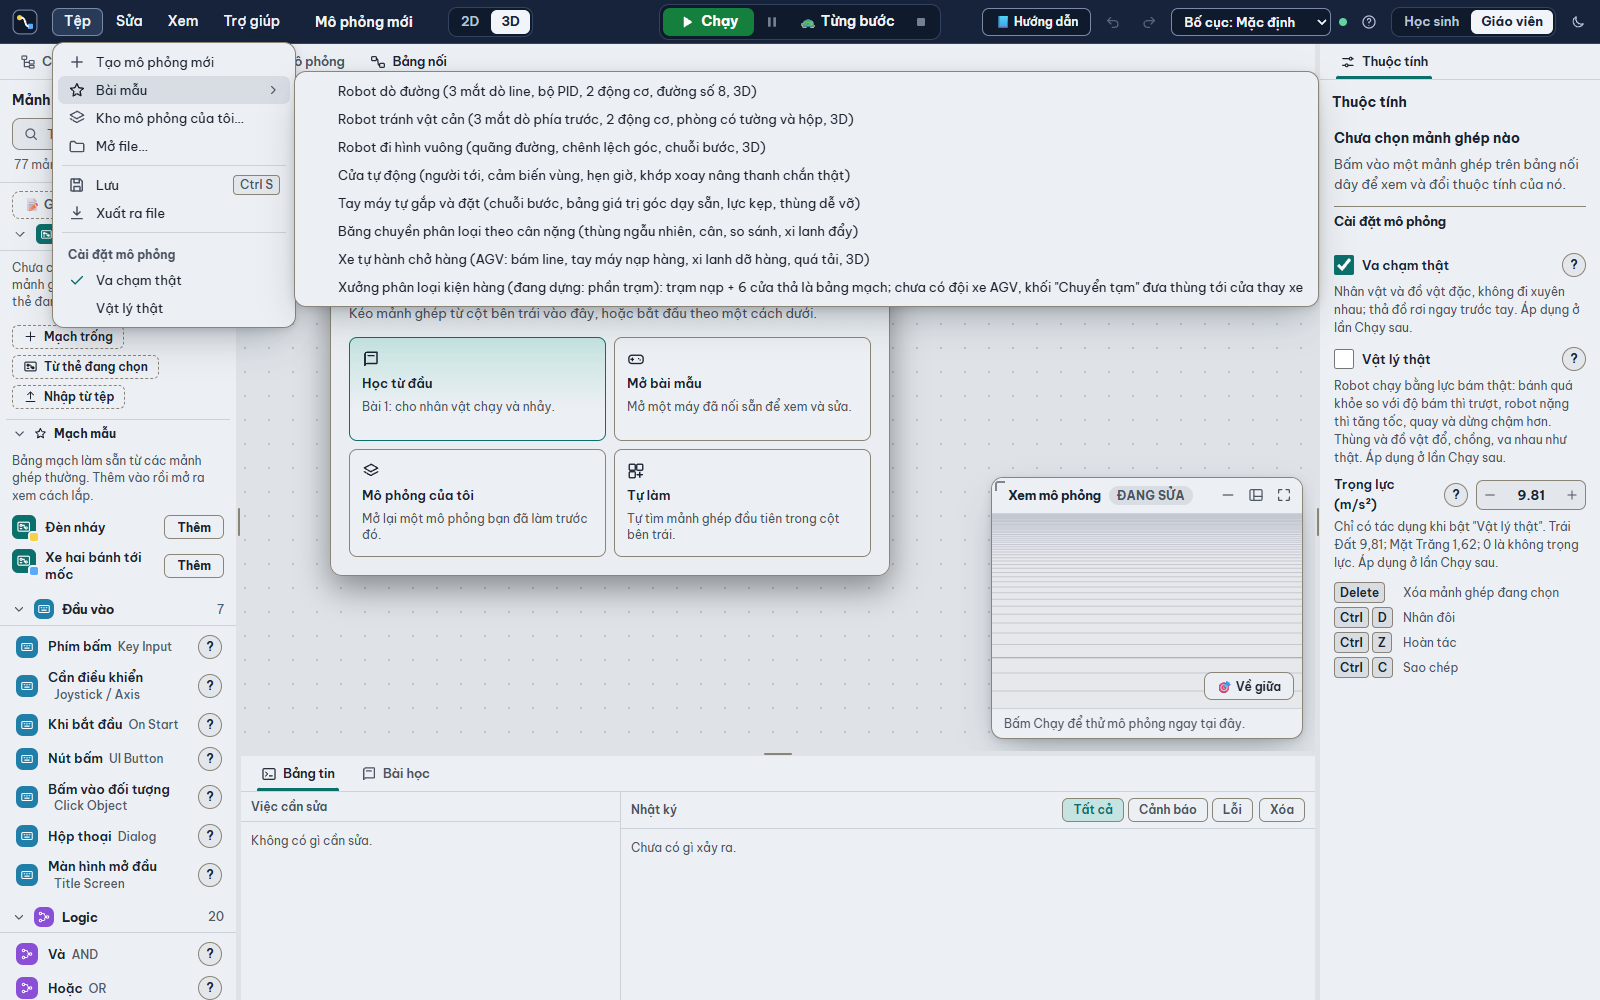 Tệp Sửa Xem Trợ giúp Mô phỏng mới 2D 3D Chạy Từng bước Hướng dẫn Bố cục: Mặc định Học sinh Giáo viên
Tạo mô phỏng mới
Bài mẫu
Kho mô phỏng của tôi...
Mở file...
Lưu Ctrl S
Xuất ra file
Cài đặt mô phỏng
Va chạm thật
Vật lý thật
ô phỏng Bảng nối
Robot dò đường (3 mắt dò line, bộ PID, 2 động cơ, đường số 8, 3D)
Robot tránh vật cản (3 mắt dò phía trước, 2 động cơ, phòng có tường và hộp, 3D)
Robot đi hình vuông (quãng đường, chênh lệch góc, chuỗi bước, 3D)
Cửa tự động (người tới, cảm biến vùng, hẹn giờ, khớp xoay nâng thanh chắn thật)
Tay máy tự gắp và đặt (chuỗi bước, bảng giá trị góc dạy sẵn, lực kẹp, thùng dễ vỡ)
Băng chuyền phân loại theo cân nặng (thùng ngẫu nhiên, cân, so sánh, xi lanh đẩy)
Xe tự hành chở hàng (AGV: bám line, tay máy nạp hàng, xi lanh dỡ hàng, quá tải, 3D)
Xưởng phân loại kiện hàng (đang dựng: phần trạm): trạm nạp + 6 cửa thả là bảng mạch; chưa có đội xe AGV, khối "Chuyển tạm" đưa thùng tới cửa thay xe
Mảnh
77 mản
Chưa c
mảnh g
thẻ đan
Mạch trống
Từ thẻ đang chọn
Nhập từ tệp
Mạch mẫu
Bảng mạch làm sẵn từ các mảnh
ghép thường. Thêm vào rồi mở ra
xem cách lắp.
Đèn nháy Thêm
Xe hai bánh tới
mốc Thêm
Đầu vào 7
Phím bấm Key Input ?
Cần điều khiển
Joystick / Axis ?
Khi bắt đầu On Start ?
Nút bấm UI Button ?
Bấm vào đối tượng
Click Object ?
Hộp thoại Dialog ?
Màn hình mở đầu
Title Screen ?
Logic 20
Và AND ?
Hoặc OR ?
Kéo mảnh ghép từ cột bên trái vào đây, hoặc bắt đầu theo một cách dưới.
Học từ đầu
Bài 1: cho nhân vật chạy và nhảy.
Mở bài mẫu
Mở một máy đã nối sẵn để xem và sửa.
Mô phỏng của tôi
Mở lại một mô phỏng bạn đã làm trước
đó.
Tự làm
Tự tìm mảnh ghép đầu tiên trong cột
bên trái.
Xem mô phỏng ĐANG SỬA
Về giữa
Bấm Chạy để thử mô phỏng ngay tại đây.
Bảng tin Bài học
Việc cần sửa
Không có gì cần sửa.
Nhật ký Tất cả Cảnh báo Lỗi Xóa
Chưa có gì xảy ra.
Thuộc tính
Thuộc tính
Chưa chọn mảnh ghép nào
Bấm vào một mảnh ghép trên bảng nối
dây để xem và đổi thuộc tính của nó.
Cài đặt mô phỏng
Va chạm thật ?
Nhân vật và đồ vật đặc, không đi xuyên
nhau; thả đồ rơi ngay trước tay. Áp dụng ở
lần Chạy sau.
Vật lý thật ?
Robot chạy bằng lực bám thật: bánh quá
khỏe so với độ bám thì trượt, robot nặng
thì tăng tốc, quay và dừng chậm hơn.
Thùng và đồ vật đổ, chồng, va nhau như
thật. Áp dụng ở lần Chạy sau.
Trọng lực
(m/s²) ? − 9.81 +
Chỉ có tác dụng khi bật "Vật lý thật". Trái
Đất 9,81; Mặt Trăng 1,62; 0 là không trọng
lực. Áp dụng ở lần Chạy sau.
Delete Xóa mảnh ghép đang chọn
Ctrl D Nhân đôi
Ctrl Z Hoàn tác
Ctrl C Sao chép